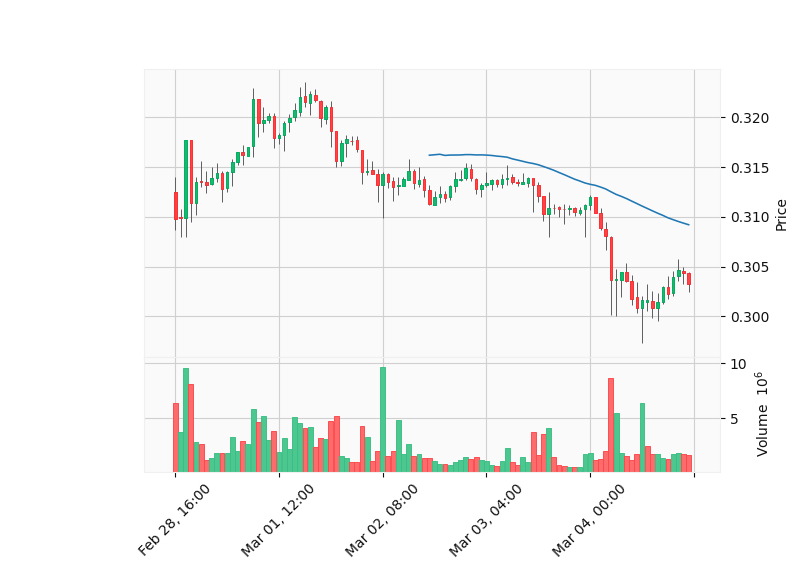 0.320
0.315
0.310
0.305
0.300
Price
10
5
Volume 10^6
Feb 28, 16:00
Mar 01, 12:00
Mar 02, 08:00
Mar 03, 04:00
Mar 04, 00:00